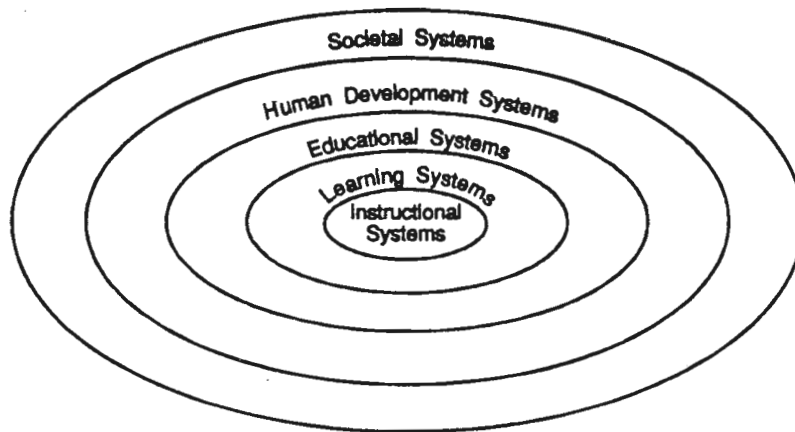 Societal Systems
Human Development Systems
Educational Systems
Learning Systems
Instructional
Systems